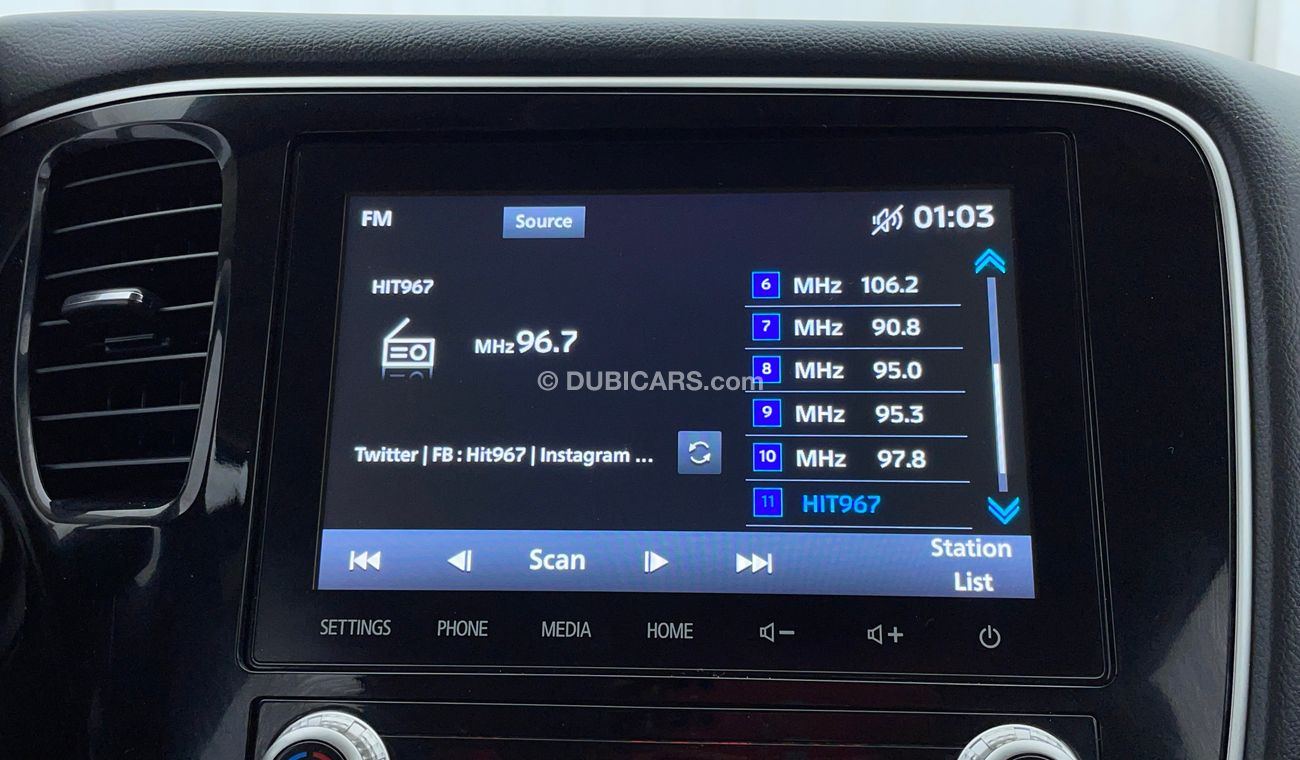 FM
Source
01:03
HIT967
MHz 96.7
Twitter | FB : Hit967 | Instagram ...
6 MHz 106.2
7 MHz 90.8
8 MHz 95.0
9 MHz 95.3
10 MHz 97.8
11 HIT967
© DUBICARS.com
Scan
Station
List
SETTINGS PHONE MEDIA HOME